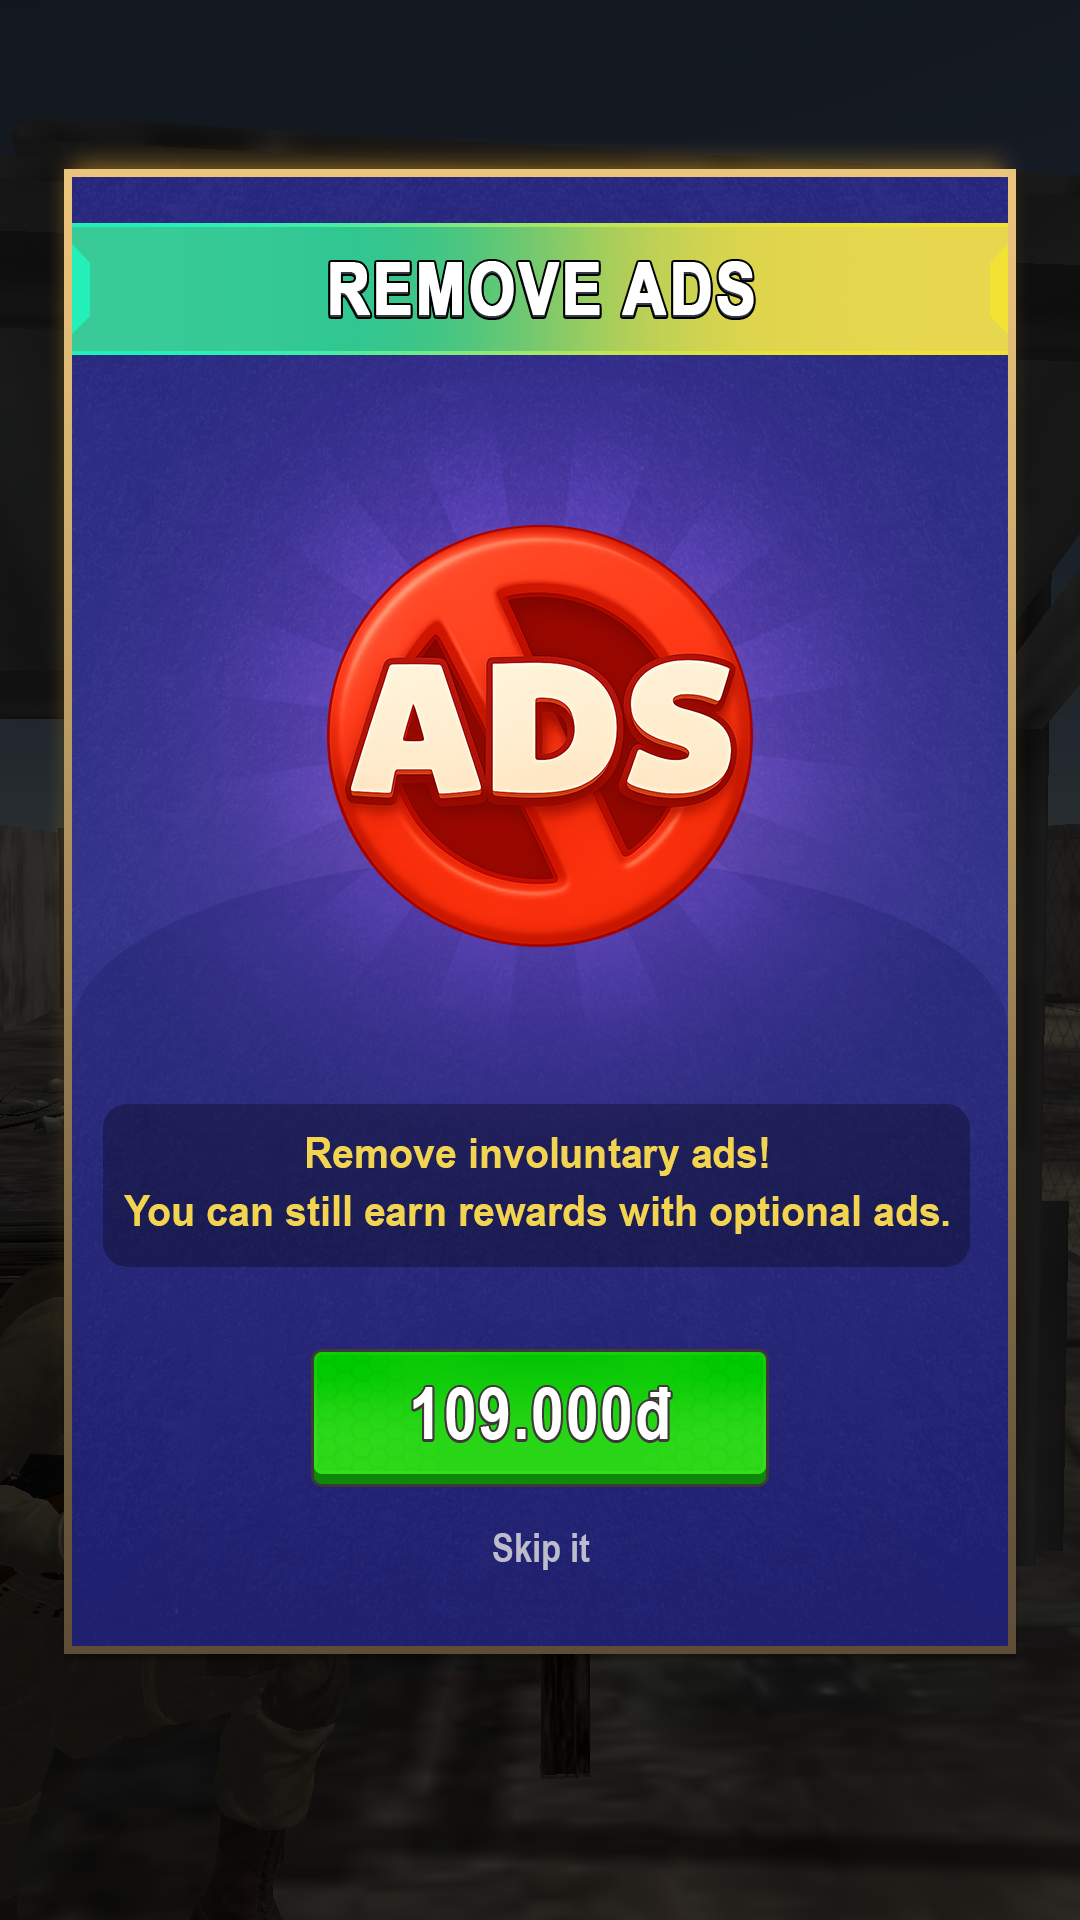 REMOVE ADS
ADS
Remove involuntary ads!
You can still earn rewards with optional ads.
109.000đ
Skip it